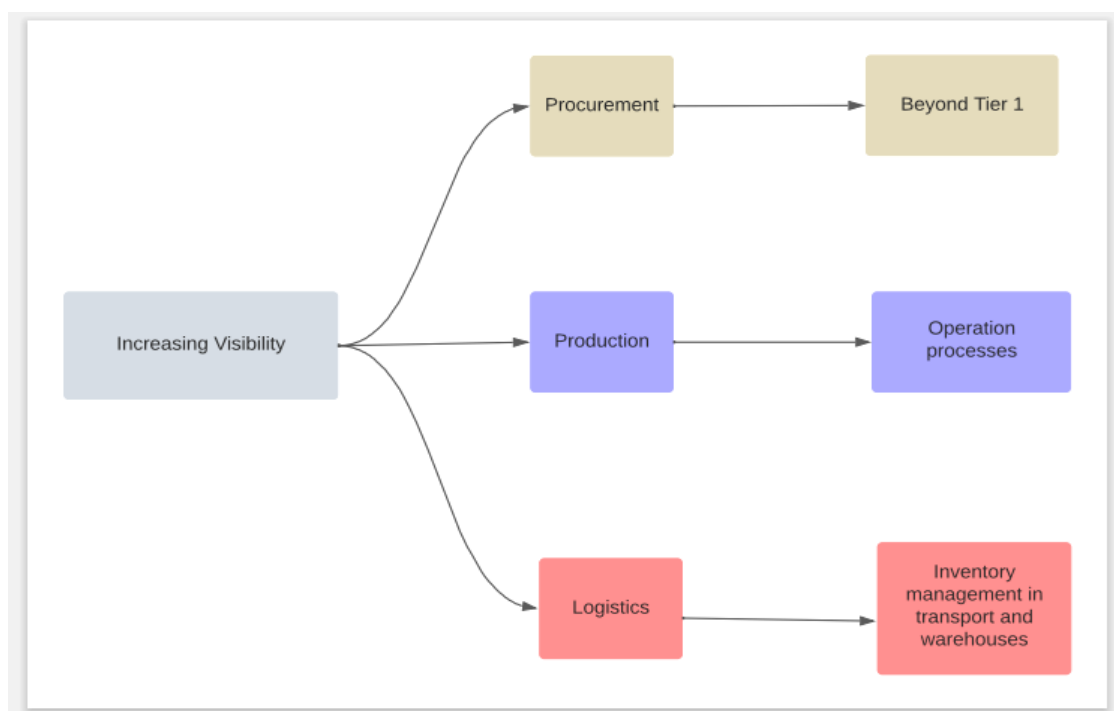 Procurement
Beyond Tier 1
Increasing Visibility
Production
Operation
processes
Logistics
Inventory
management in
transport and
warehouses